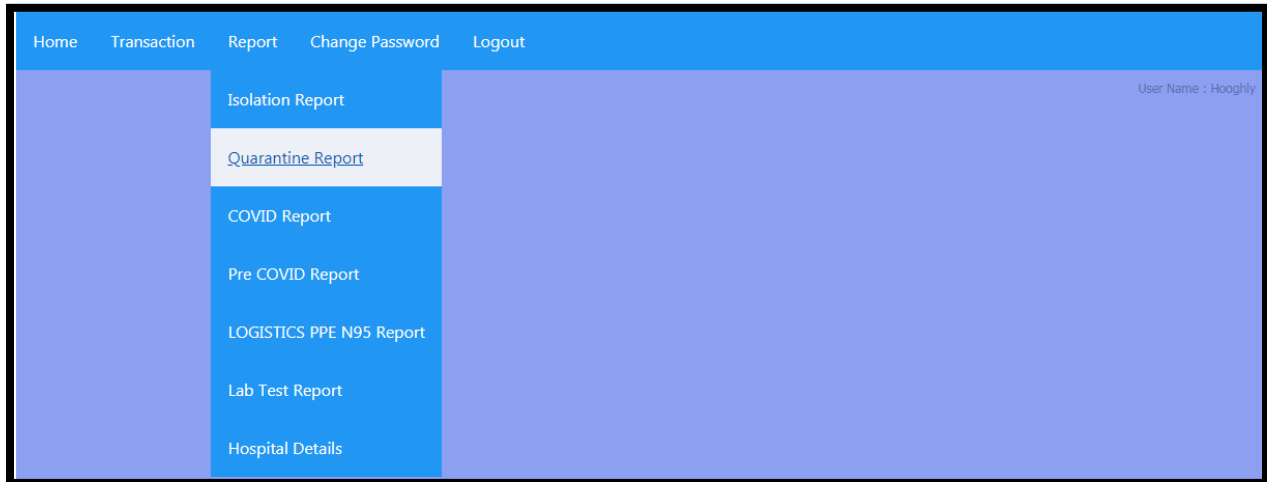 Home Transaction Report Change Password Logout
User Name : Hooghly
Isolation Report
Quarantine Report
COVID Report
Pre COVID Report
LOGISTICS PPE N95 Report
Lab Test Report
Hospital Details